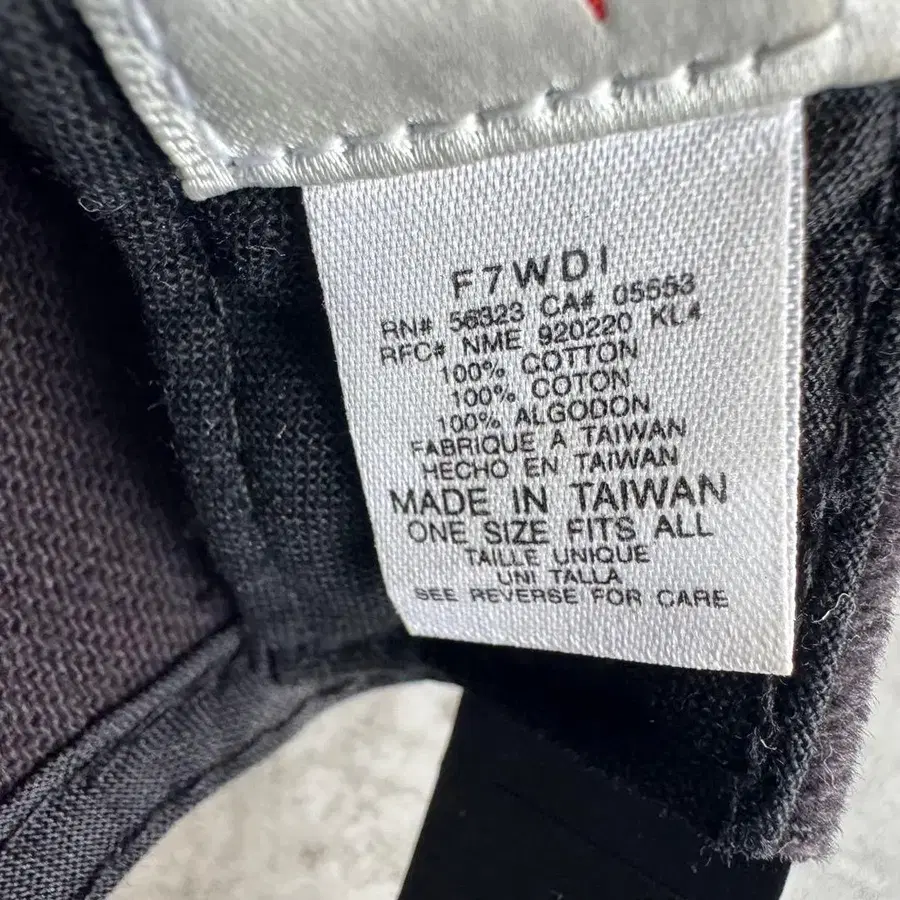 F7WDI
RN# 56323 CA# 05553
RFC# NME 920220 KL4
100% COTTON
100% COTON
100% ALGODON
FABRIQUE A TAIWAN
HECHO EN TAIWAN
MADE IN TAIWAN
ONE SIZE FITS ALL
TAILLE UNIQUE
UNI TALLA
SEE REVERSE FOR CARE